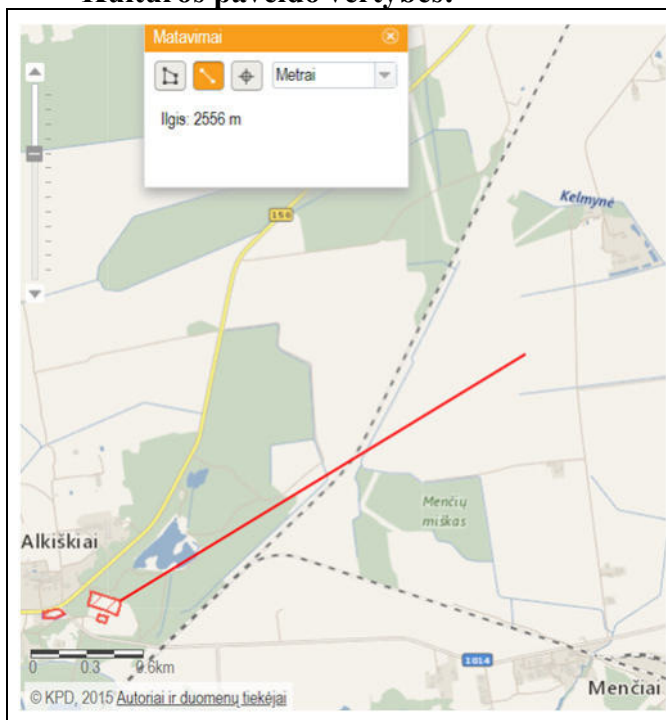 Kultūros paveldo vertybės.
Matavimai
Metrai
Ilgis: 2556 m
156
Kelmynė
Menčių
miškas
Alkiškiai
1014
0 0.3 0.6km
Menčiai
© KPD, 2015 Autoriai ir duomenų tiekėjai